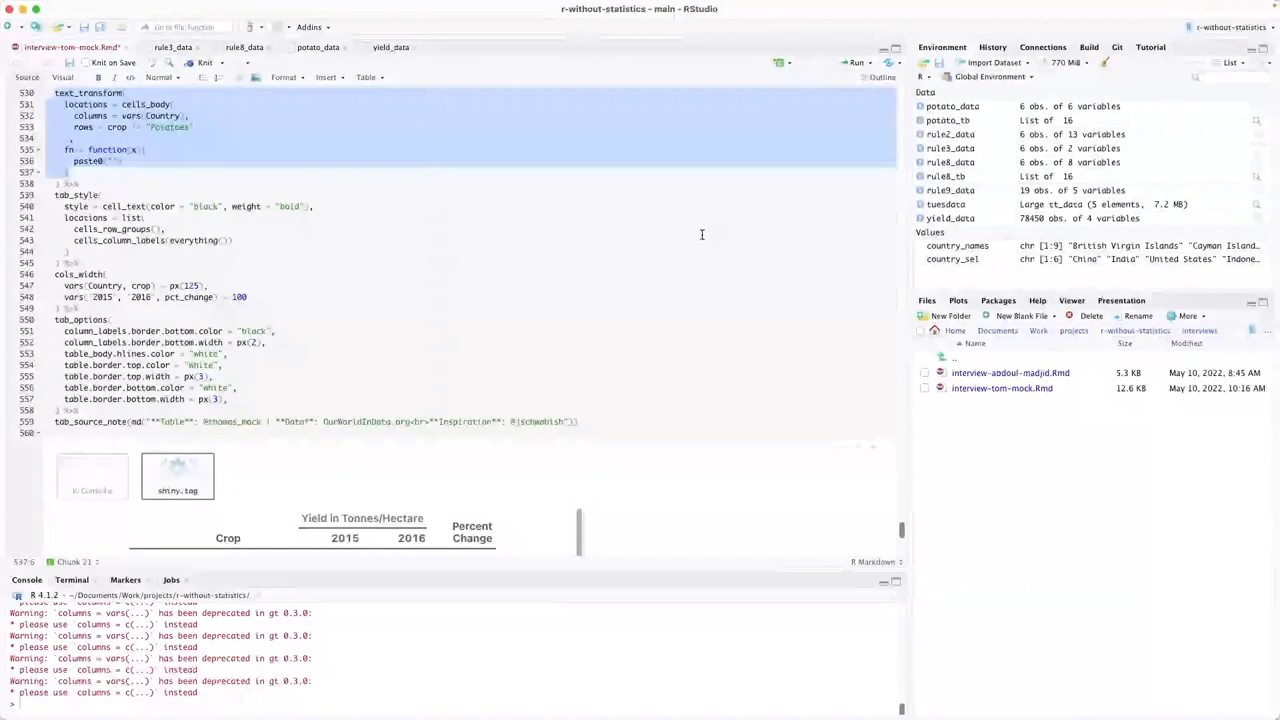 r-without-statistics - main - RStudio
Go to file/function
Addins
r-without-statistics
interview-tom-mock.Rmd*
rule3_data
rule8_data
potato_data
yield_data
Knit on Save
Knit
Run
Source
Visual
B
I
Normal
Format
Insert
Table
Outline
530 text_transform(
531 locations = cells_body(
532 columns = vars(Country),
533 rows = crop != "Potatoes"
534 ,
535 fn = function(x){
536 paste0("")
537
538 ) %>%
539 tab_style(
540 style = cell_text(color = "black", weight = "bold"),
541 locations = list(
542 cells_row_groups(),
543 cells_column_labels(everything())
544 )
545 ) %>%
546 cols_width(
547 vars(Country, crop) ~ px(125),
548 vars(`2015`, `2016`, pct_change) ~ 100
549 ) %>%
550 tab_options(
551 column_labels.border.bottom.color = "black",
552 column_labels.border.bottom.width = px(2),
553 table_body.hlines.color = "white",
554 table.border.top.color = "white",
555 table.border.top.width = px(3),
556 table.border.bottom.color = "white",
557 table.border.bottom.width = px(3),
558 ) %>%
559 tab_source_note(md("**Table**: @thomas_mock | **Data**: OurWorldInData.org<br>**Inspiration**: @jschwabish"))
560
R Console
shiny.tag
Yield in Tonnes/Hectare
Percent
Crop 2015 2016 Change
537:6 Chunk 21 R Markdown
Console Terminal Markers Jobs
R 4.1.2 · ~/Documents/Work/projects/r-without-statistics/
* please use `columns = c(...)` instead
Warning: `columns = vars(...)` has been deprecated in gt 0.3.0:
* please use `columns = c(...)` instead
Warning: `columns = vars(...)` has been deprecated in gt 0.3.0:
* please use `columns = c(...)` instead
Warning: `columns = vars(...)` has been deprecated in gt 0.3.0:
* please use `columns = c(...)` instead
Warning: `columns = vars(...)` has been deprecated in gt 0.3.0:
* please use `columns = c(...)` instead
>
Environment History Connections Build Git Tutorial
Import Dataset 770 MiB List
R Global Environment
Data
potato_data 6 obs. of 6 variables
potato_tb List of 16
rule2_data 6 obs. of 13 variables
rule3_data 6 obs. of 2 variables
rule8_data 6 obs. of 8 variables
rule8_tb List of 16
rule9_data 19 obs. of 5 variables
tuesdata Large tt_data (5 elements, 7.2 MB)
yield_data 78450 obs. of 4 variables
Values
country_names chr [1:9] "British Virgin Islands" "Cayman Island…
country_sel chr [1:6] "China" "India" "United States" "Indone…
Files Plots Packages Help Viewer Presentation
New Folder New Blank File Delete Rename More
Home Documents Work projects r-without-statistics interviews
Name Size Modified
..
interview-abdoul-madjid.Rmd 5.3 KB May 10, 2022, 8:45 AM
interview-tom-mock.Rmd 12.6 KB May 10, 2022, 10:16 AM